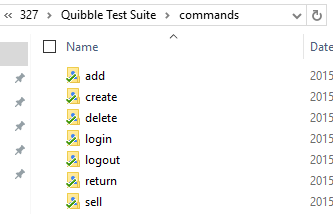 « 327 > Quibble Test Suite > commands
Name
Date
add
2015
create
2015
delete
2015
login
2015
logout
2015
return
2015
sell
2015